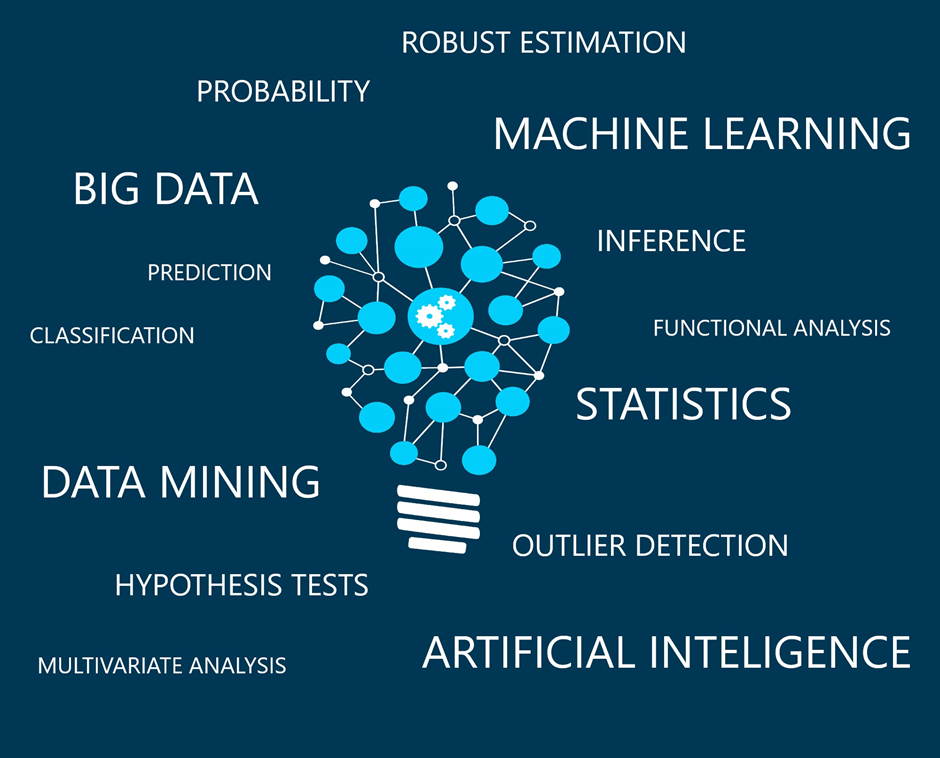 ROBUST ESTIMATION
PROBABILITY
MACHINE LEARNING
BIG DATA
INFERENCE
PREDICTION
CLASSIFICATION
FUNCTIONAL ANALYSIS
STATISTICS
DATA MINING
OUTLIER DETECTION
HYPOTHESIS TESTS
ARTIFICIAL INTELIGENCE
MULTIVARIATE ANALYSIS